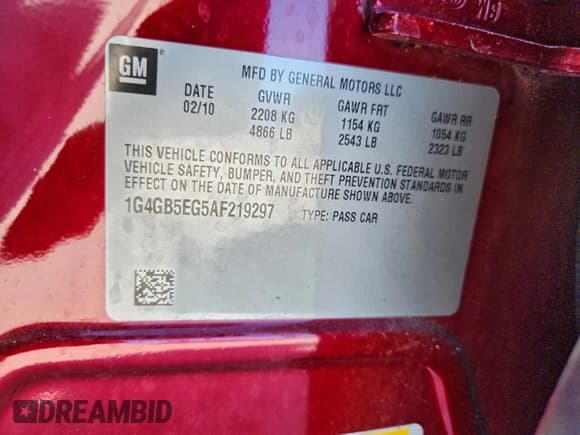 GM
MFD BY GENERAL MOTORS LLC
DATE GVWR GAWR FRT GAWR RR
02/10 2208 KG 1154 KG 1054 KG
4866 LB 2543 LB 2323 LB
THIS VEHICLE CONFORMS TO ALL APPLICABLE U.S. FEDERAL MOTOR
VEHICLE SAFETY, BUMPER, AND THEFT PREVENTION STANDARDS IN
EFFECT ON THE DATE OF MANUFACTURE SHOWN ABOVE.
1G4GB5EG5AF219297 TYPE: PASS CAR
DREAMBID